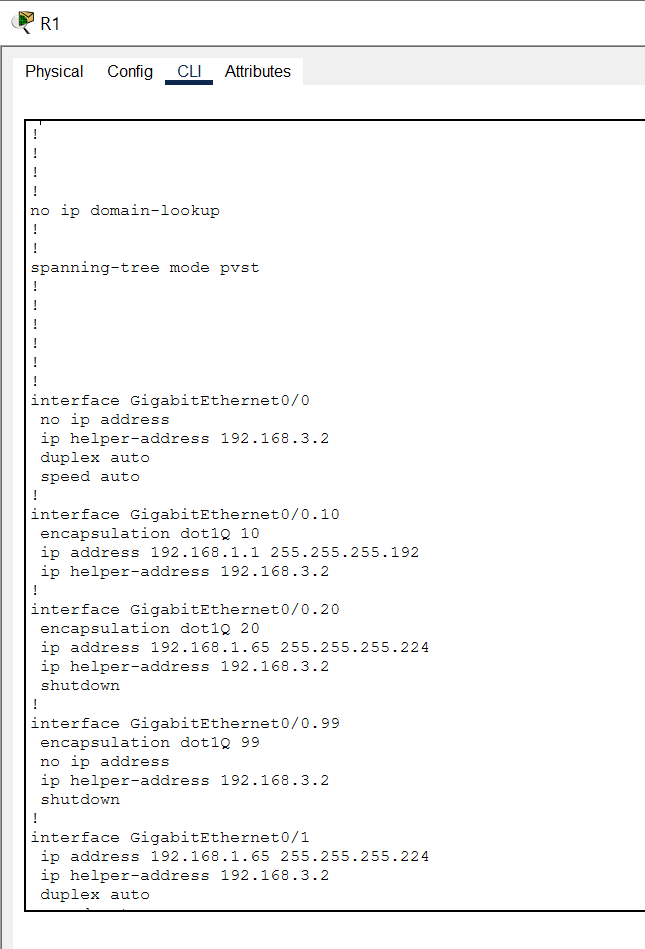 R1
Physical Config CLI Attributes
!
!
!
!
no ip domain-lookup
!
!
spanning-tree mode pvst
!
!
!
!
!
!
interface GigabitEthernet0/0
 no ip address
 ip helper-address 192.168.3.2
 duplex auto
 speed auto
!
interface GigabitEthernet0/0.10
 encapsulation dot1Q 10
 ip address 192.168.1.1 255.255.255.192
 ip helper-address 192.168.3.2
!
interface GigabitEthernet0/0.20
 encapsulation dot1Q 20
 ip address 192.168.1.65 255.255.255.224
 ip helper-address 192.168.3.2
 shutdown
!
interface GigabitEthernet0/0.99
 encapsulation dot1Q 99
 no ip address
 ip helper-address 192.168.3.2
 shutdown
!
interface GigabitEthernet0/1
 ip address 192.168.1.65 255.255.255.224
 ip helper-address 192.168.3.2
 duplex auto